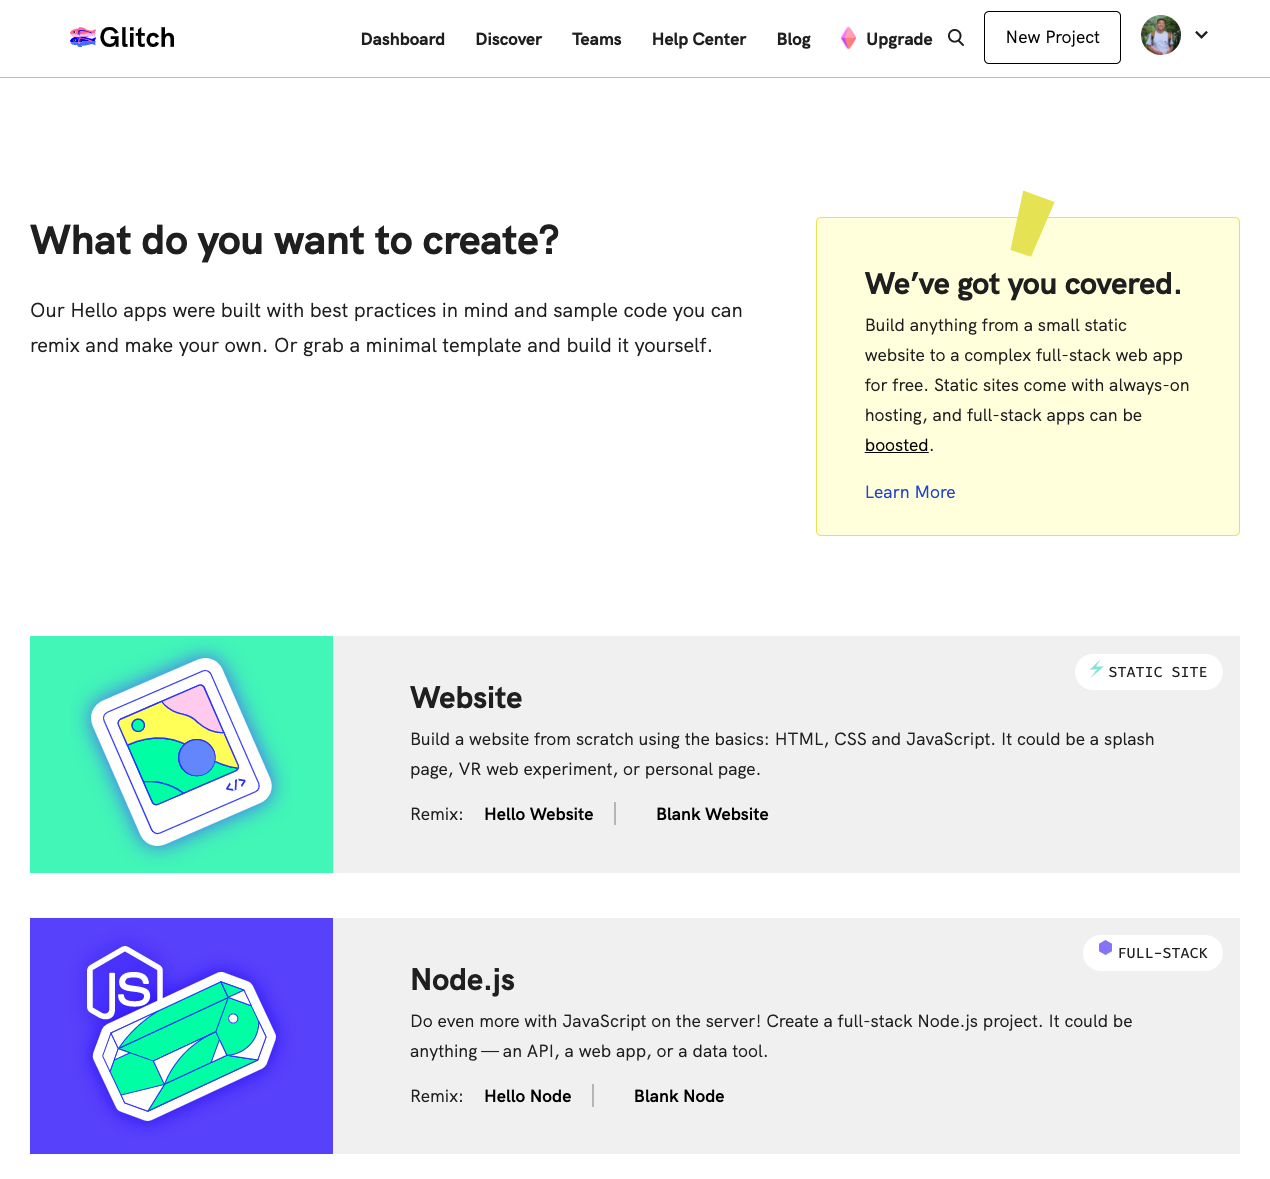 Glitch
Dashboard Discover Teams Help Center Blog Upgrade New Project
What do you want to create?
Our Hello apps were built with best practices in mind and sample code you can
remix and make your own. Or grab a minimal template and build it yourself.
We’ve got you covered.
Build anything from a small static
website to a complex full-stack web app
for free. Static sites come with always-on
hosting, and full-stack apps can be
boosted.
Learn More
</>
STATIC SITE
Website
Build a website from scratch using the basics: HTML, CSS and JavaScript. It could be a splash
page, VR web experiment, or personal page.
Remix: Hello Website Blank Website
JS
FULL-STACK
Node.js
Do even more with JavaScript on the server! Create a full-stack Node.js project. It could be
anything — an API, a web app, or a data tool.
Remix: Hello Node Blank Node